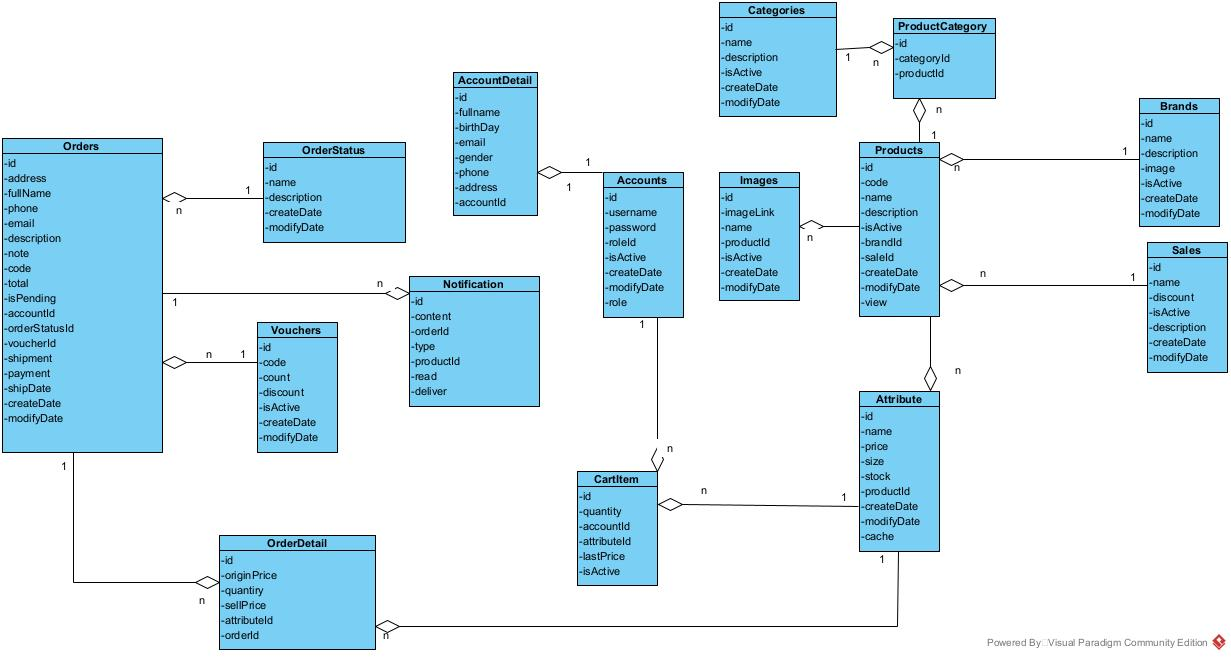 Categories
-id
-name
-description
-isActive
-createDate
-modifyDate
1
n
ProductCategory
-id
-categoryId
-productId
n
1
AccountDetail
-id
-fullname
-birthDay
-email
-gender
-phone
-address
-accountId
1
1
Brands
-id
-name
-description
-image
-isActive
-createDate
-modifyDate
1
n
Orders
-id
-address
-fullName
-phone
-email
-description
-note
-code
-total
-isPending
-accountId
-orderStatusId
-voucherId
-shipment
-payment
-shipDate
-createDate
-modifyDate
OrderStatus
-id
-name
-description
-createDate
-modifyDate
1
n
Accounts
-id
-username
-password
-roleId
-isActive
-createDate
-modifyDate
-role
1
Images
-id
-imageLink
-name
-productId
-isActive
-createDate
-modifyDate
n
Products
-id
-code
-name
-description
-isActive
-brandId
-saleId
-createDate
-modifyDate
-view
Sales
-id
-name
-discount
-isActive
-description
-createDate
-modifyDate
n
1
Notification
-id
-content
-orderId
-type
-productId
-read
-deliver
n
1
Vouchers
-id
-code
-count
-discount
-isActive
-createDate
-modifyDate
n
1
n
Attribute
-id
-name
-price
-size
-stock
-productId
-createDate
-modifyDate
-cache
1
CartItem
-id
-quantity
-accountId
-attributeId
-lastPrice
-isActive
n
n
1
1
OrderDetail
-id
-originPrice
-quantiry
-sellPrice
-attributeId
-orderId
n
n
Powered By Visual Paradigm Community Edition